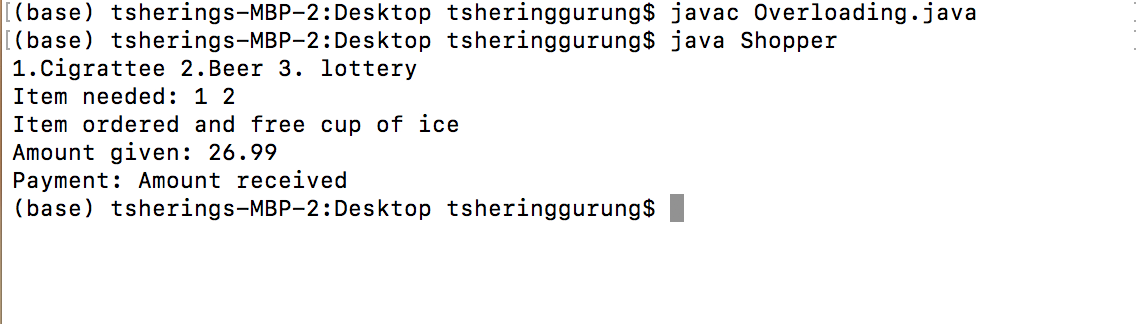 [(base) tsherings-MBP-2:Desktop tsheringgurung$ javac Overloading.java
[(base) tsherings-MBP-2:Desktop tsheringgurung$ java Shopper
1.Cigrattee 2.Beer 3. lottery
Item needed: 1 2
Item ordered and free cup of ice
Amount given: 26.99
Payment: Amount received
(base) tsherings-MBP-2:Desktop tsheringgurung$